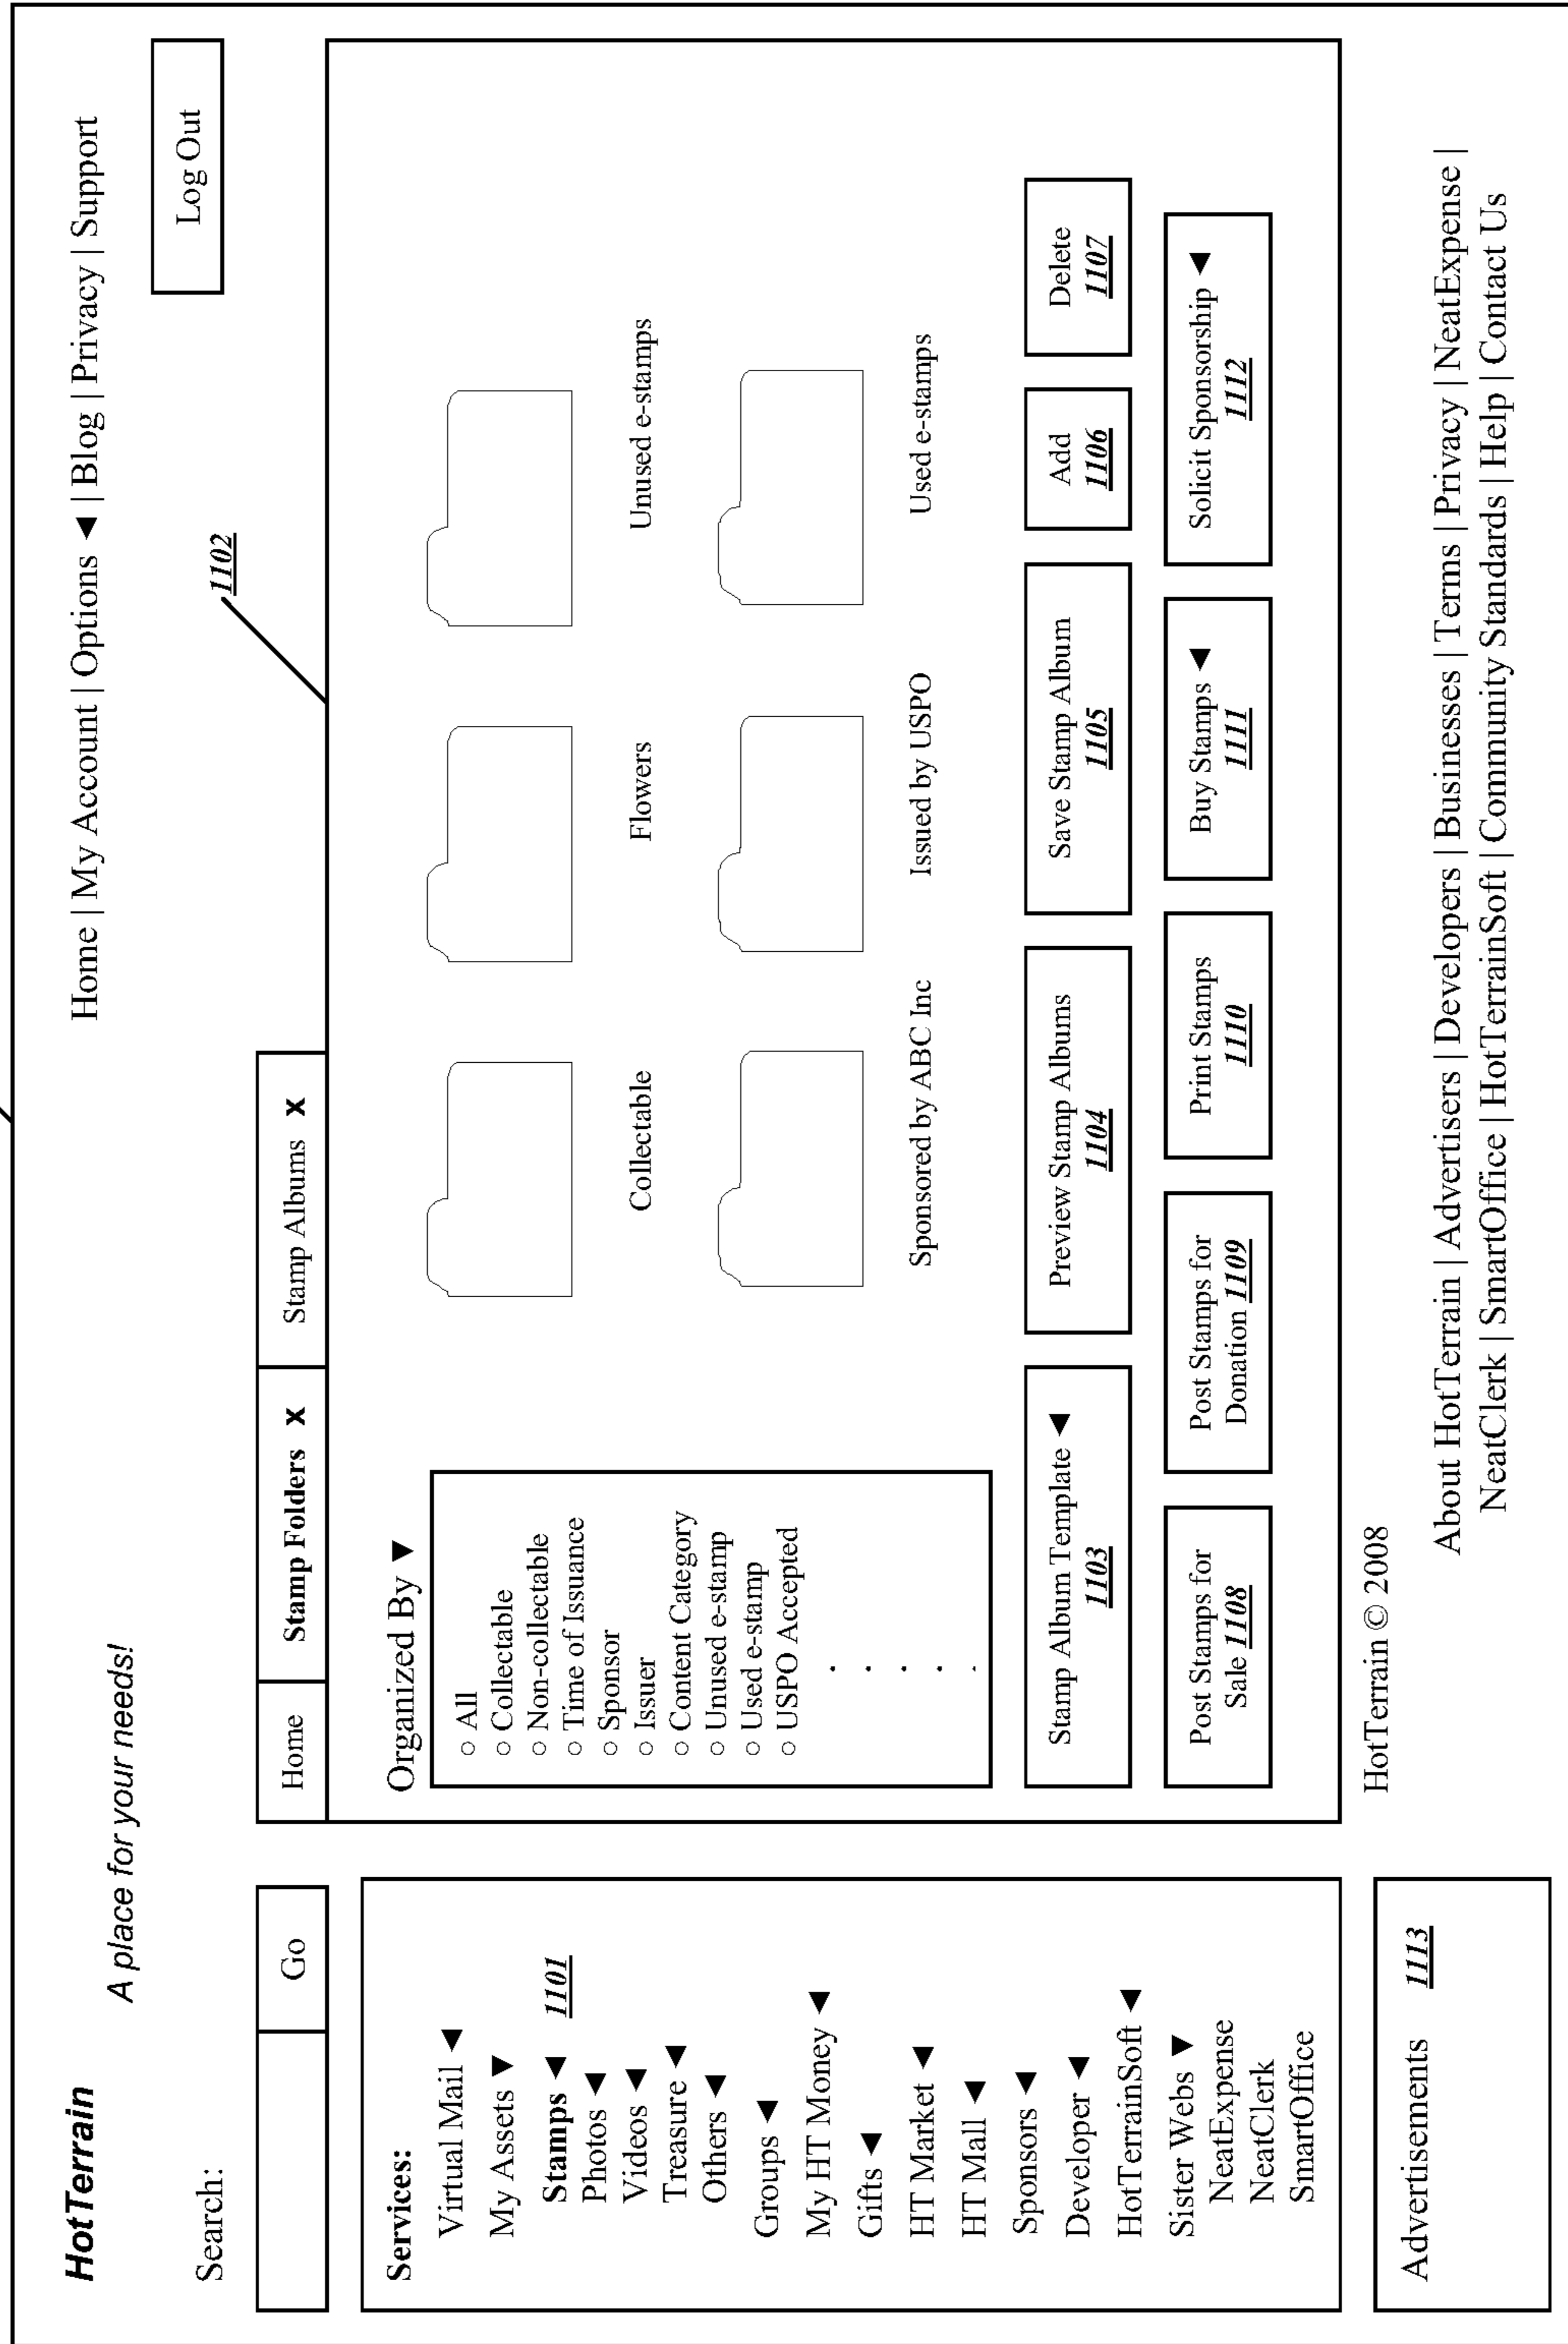 HotTerrain
A place for your needs!
Home | My Account | Options ◄ | Blog | Privacy | Support
Log Out
Search:
Go
Home
Stamp Folders X
Stamp Albums X
1102
Services:
Virtual Mail ◄
My Assets ▼
Stamps ◄ 1101
Photos ◄
Videos ◄
Treasure ◄
Others ◄
Groups ◄
My HT Money ◄
Gifts ◄
HT Market ◄
HT Mall ◄
Sponsors ◄
Developer ◄
HotTerrainSoft ◄
Sister Webs ▼
NeatExpense
NeatClerk
SmartOffice
Organized By ▼
○ All
○ Collectable
○ Non-collectable
○ Time of Issuance
○ Sponsor
○ Issuer
○ Content Category
○ Unused e-stamp
○ Used e-stamp
○ USPO Accepted
.
.
.
.
.
Collectable
Flowers
Unused e-stamps
Sponsored by ABC Inc
Issued by USPO
Used e-stamps
Stamp Album Template ◄
1103
Preview Stamp Albums
1104
Save Stamp Album
1105
Add
1106
Delete
1107
Post Stamps for
Sale 1108
Post Stamps for
Donation 1109
Print Stamps
1110
Buy Stamps ◄
1111
Solicit Sponsorship ◄
1112
Advertisements 1113
HotTerrain © 2008
About HotTerrain | Advertisers | Developers | Businesses | Terms | Privacy | NeatExpense |
NeatClerk | SmartOffice | HotTerrainSoft | Community Standards | Help | Contact Us